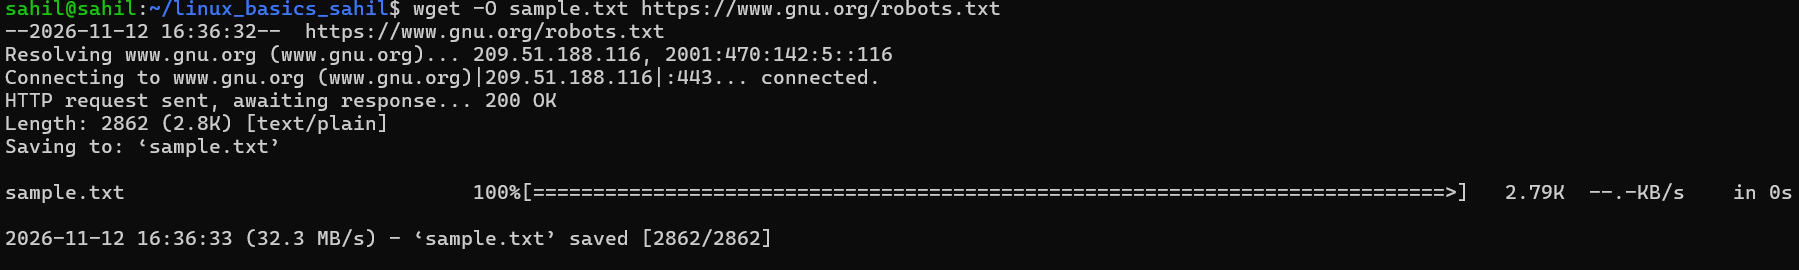 sahil@sahil:~/linux_basics_sahil$ wget -O sample.txt https://www.gnu.org/robots.txt
--2026-11-12 16:36:32--  https://www.gnu.org/robots.txt
Resolving www.gnu.org (www.gnu.org)... 209.51.188.116, 2001:470:142:5::116
Connecting to www.gnu.org (www.gnu.org)|209.51.188.116|:443... connected.
HTTP request sent, awaiting response... 200 OK
Length: 2862 (2.8K) [text/plain]
Saving to: ‘sample.txt’
sample.txt                             100%[============================================================================>]   2.79K  --.-KB/s    in 0s
2026-11-12 16:36:33 (32.3 MB/s) - ‘sample.txt’ saved [2862/2862]